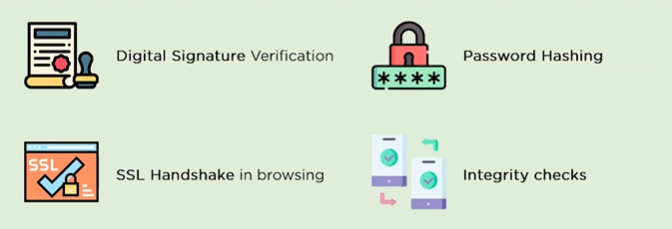 Digital Signature Verification
Password Hashing
****
SSL
SSL Handshake in browsing
Integrity checks